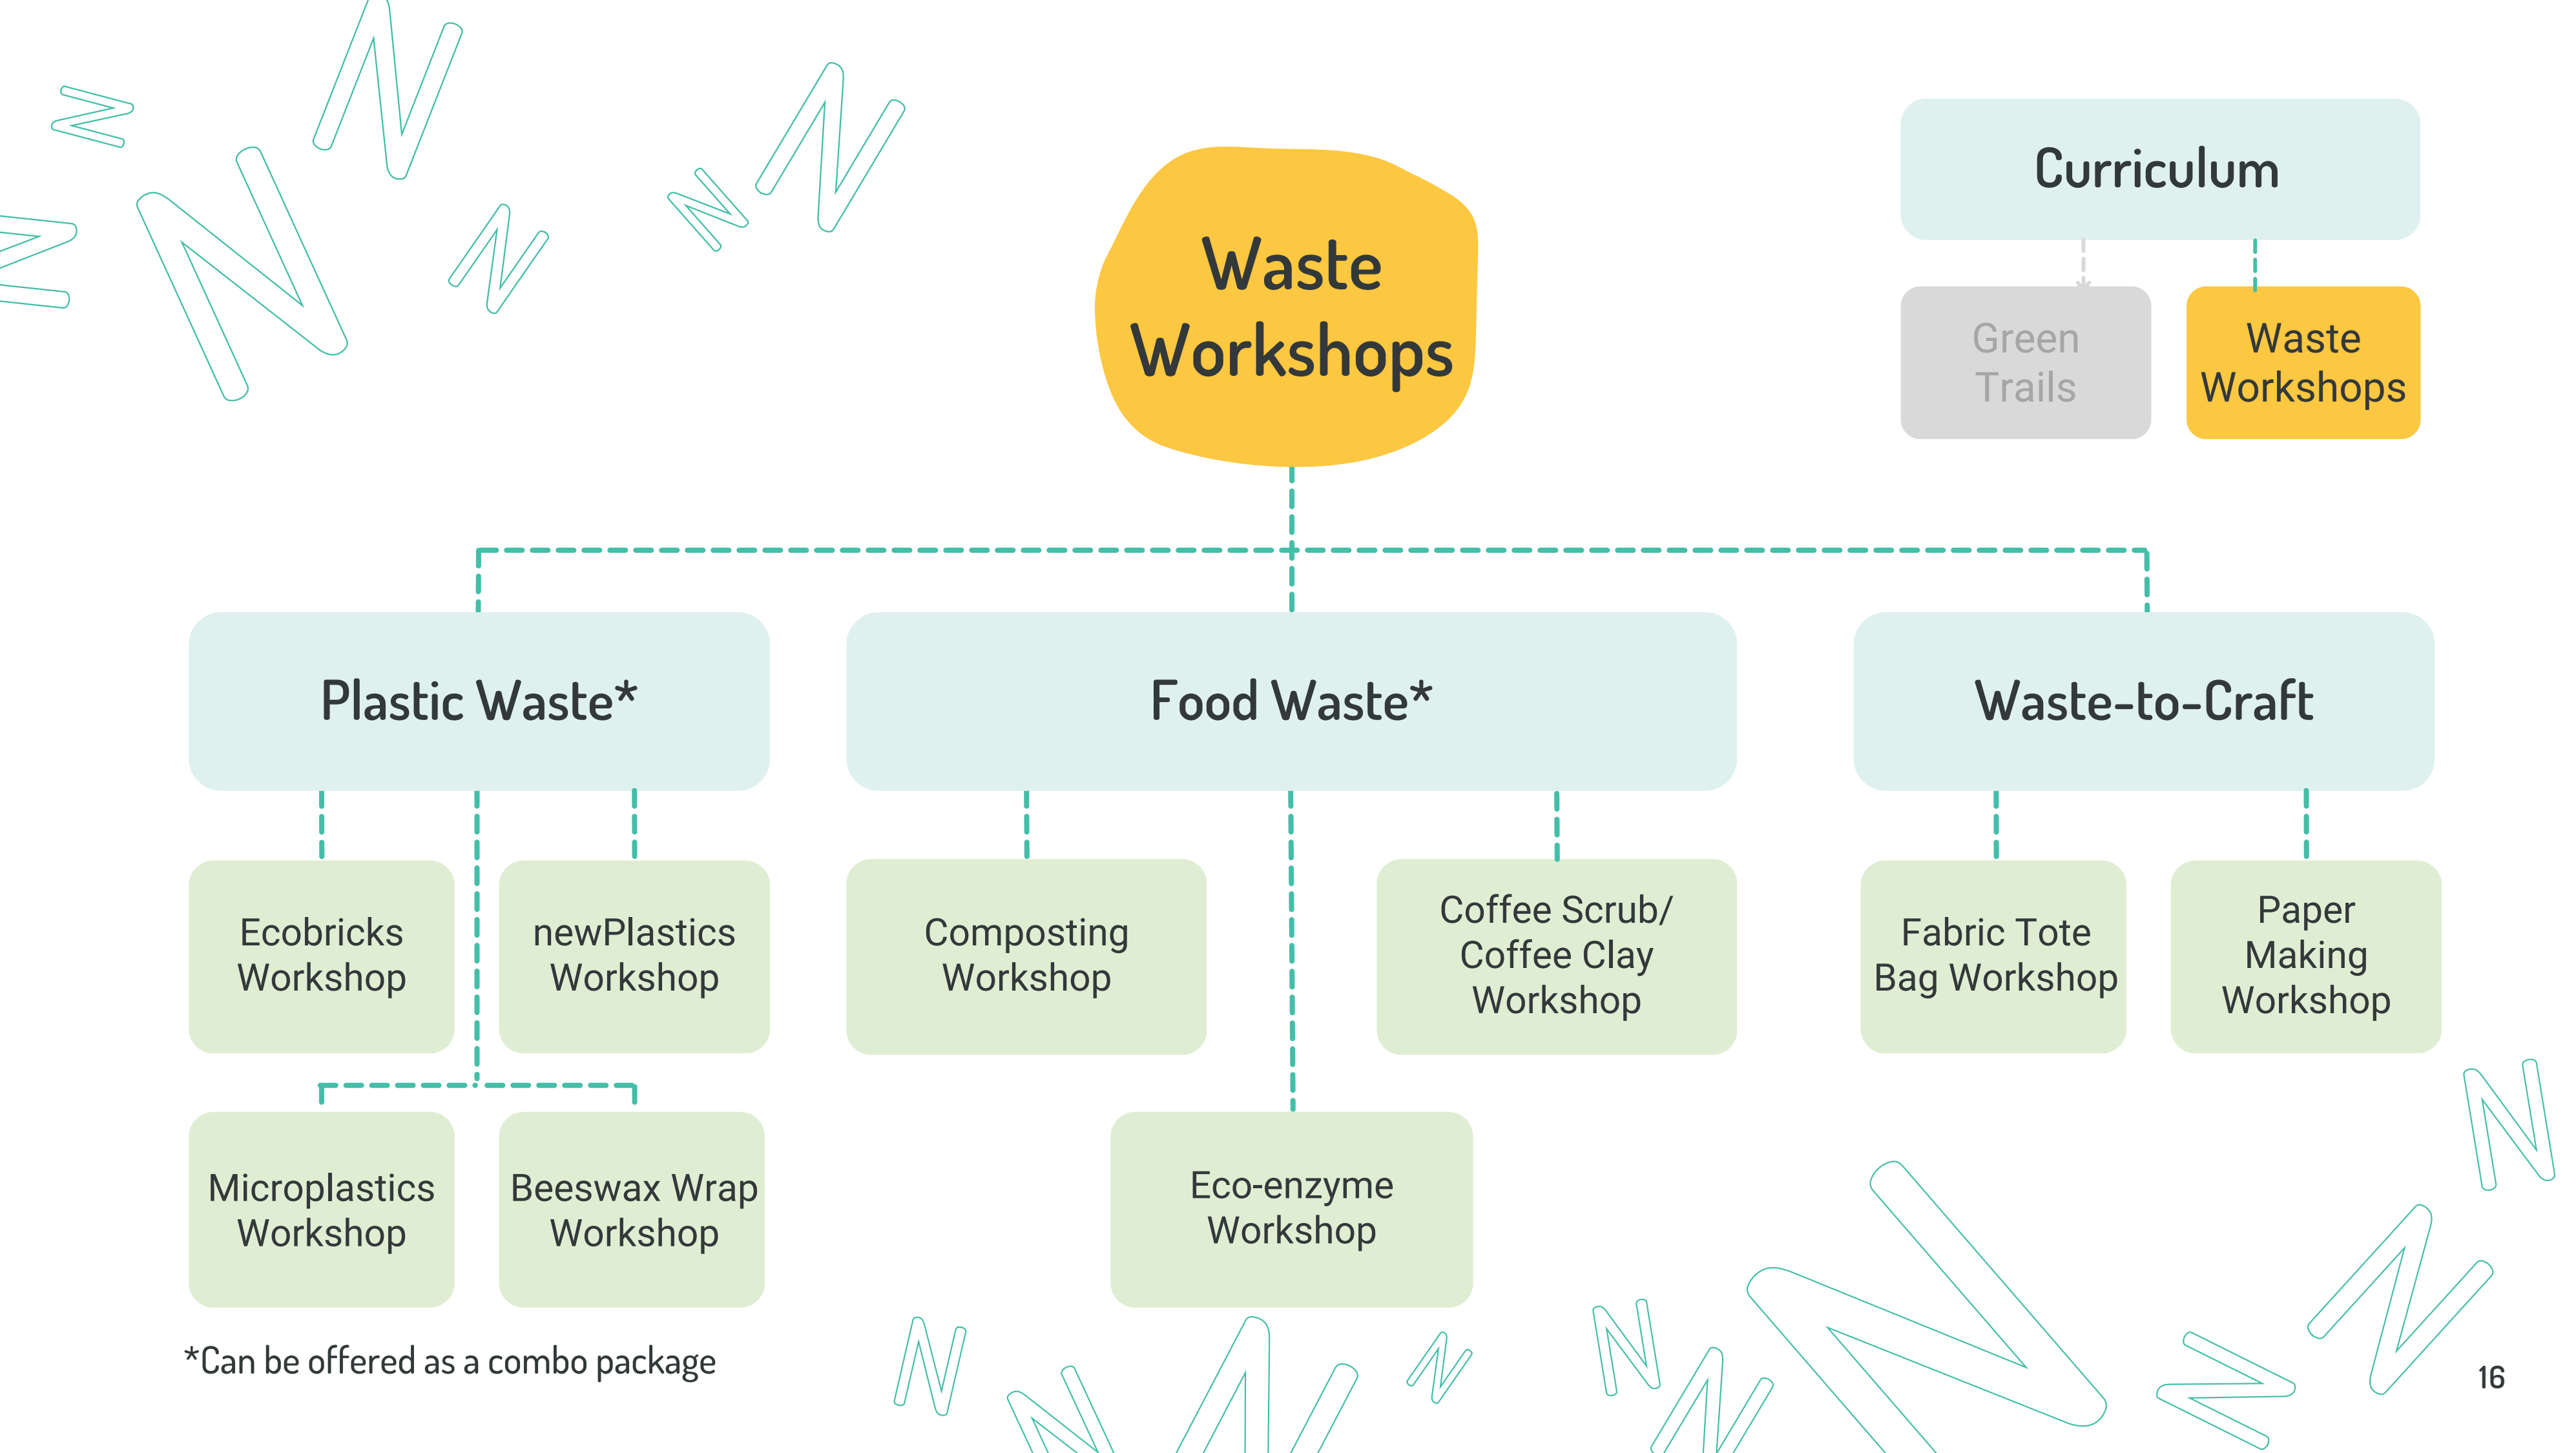 Waste
Workshops
Curriculum
Green
Trails
Waste
Workshops
Plastic Waste*
Food Waste*
Waste-to-Craft
Ecobricks
Workshop
newPlastics
Workshop
Composting
Workshop
Coffee Scrub/
Coffee Clay
Workshop
Fabric Tote
Bag Workshop
Paper
Making
Workshop
Microplastics
Workshop
Beeswax Wrap
Workshop
Eco-enzyme
Workshop
*Can be offered as a combo package
16